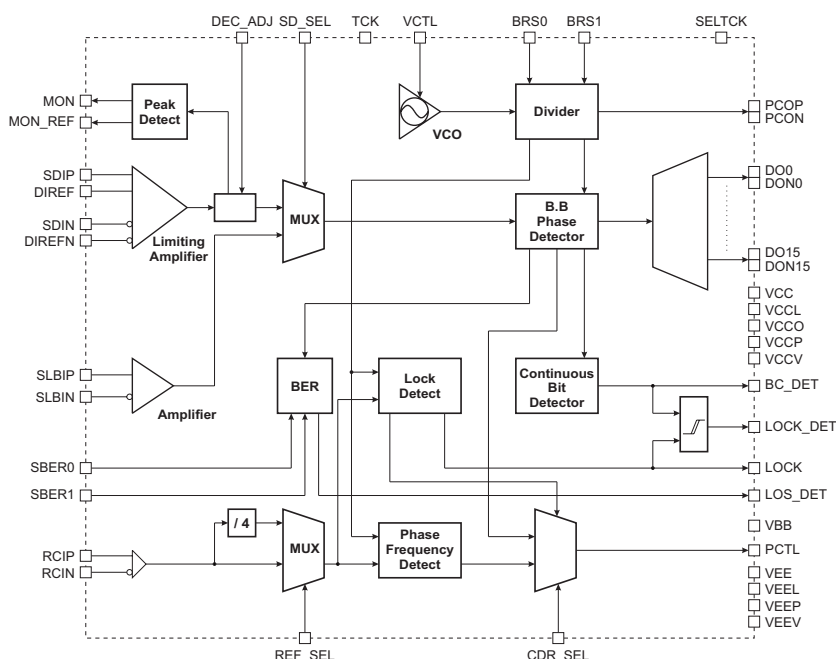 DEC_ADJ SD_SEL TCK VCTL BRS0 BRS1 SELTCK
MON
MON_REF
Peak
Detect
VCO
Divider
PCOP
PCON
SDIP
DIREF
SDIN
DIREFN
Limiting
Amplifier
MUX
B.B
Phase
Detector
DO0
DON0
DO15
DON15
VCC
VCCL
VCCO
VCCP
VCCV
SLBIP
SLBIN
Amplifier
BER
Lock
Detect
Continuous
Bit
Detector
BC_DET
LOCK_DET
LOCK
LOS_DET
SBER0
SBER1
VBB
RCIP
RCIN
/ 4
MUX
Phase
Frequency
Detect
PCTL
VEE
VEEL
VEEP
VEEV
REF_SEL CDR_SEL